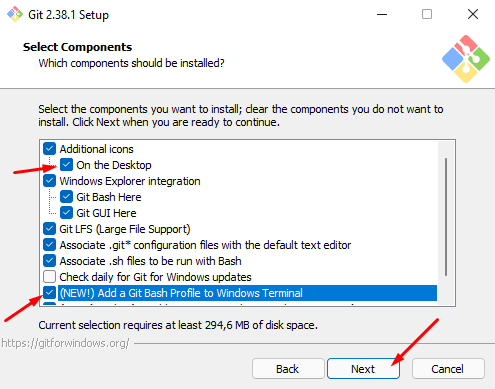 Git 2.38.1 Setup
Select Components
Which components should be installed?
Select the components you want to install; clear the components you do not want to
install. Click Next when you are ready to continue.
Additional icons
On the Desktop
Windows Explorer integration
Git Bash Here
Git GUI Here
Git LFS (Large File Support)
Associate .git* configuration files with the default text editor
Associate .sh files to be run with Bash
Check daily for Git for Windows updates
(NEW!) Add a Git Bash Profile to Windows Terminal
Current selection requires at least 294,6 MB of disk space.
https://gitforwindows.org/
Back
Next
Cancel